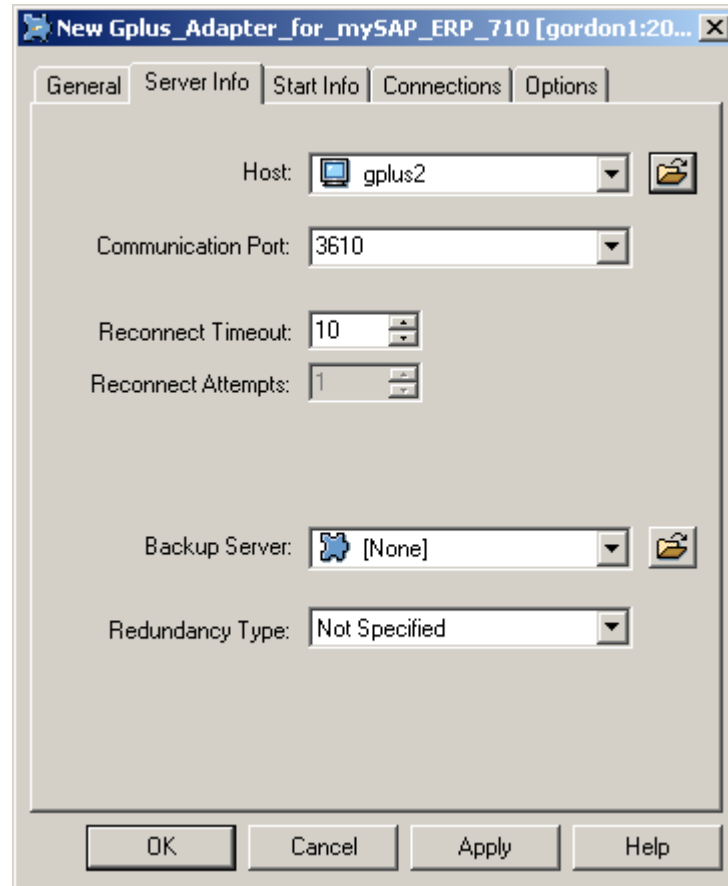 New Gplus_Adapter_for_mySAP_ERP_710 [gordon1:20...
General Server Info Start Info Connections Options
Host: gplus2
Communication Port: 3610
Reconnect Timeout: 10
Reconnect Attempts: 1
Backup Server: [None]
Redundancy Type: Not Specified
OK Cancel Apply Help